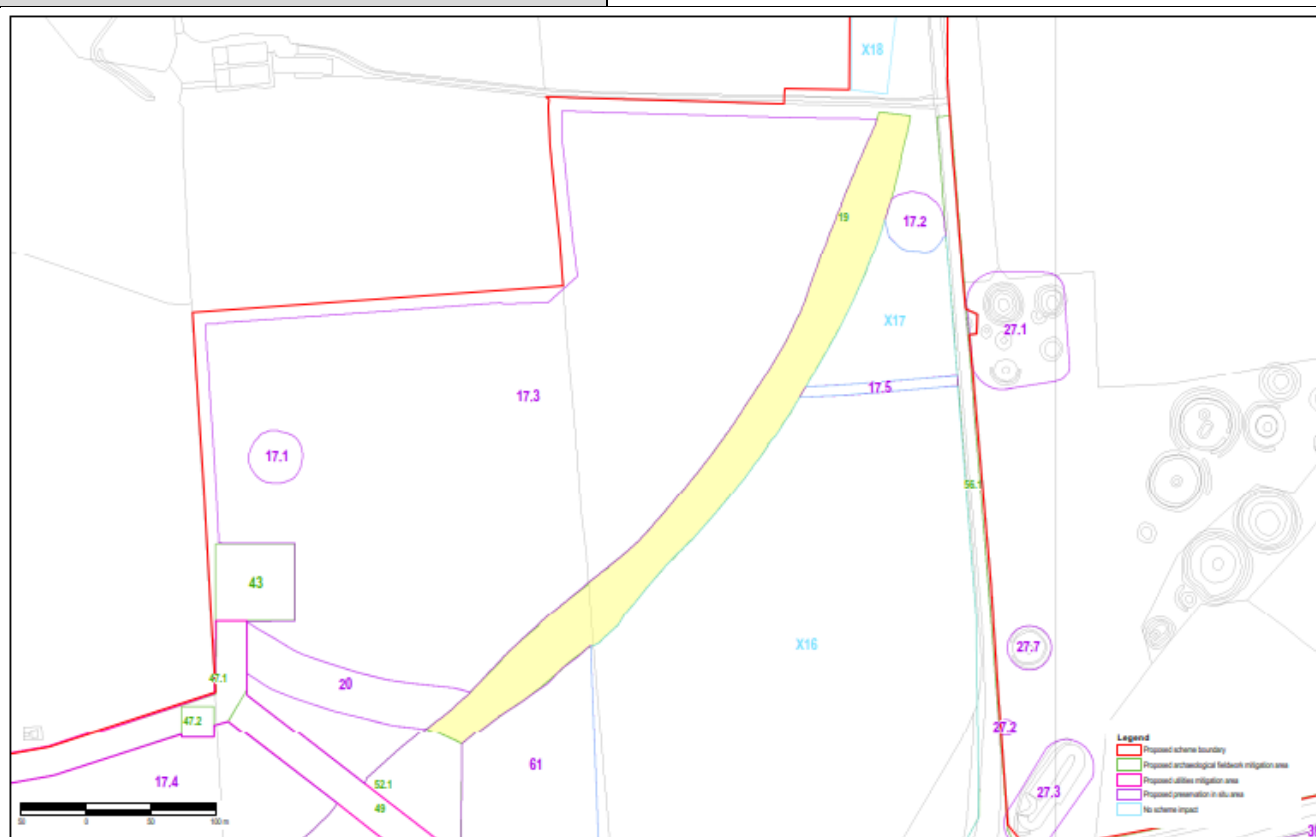 X18
19
17.2
X17
27.1
17.5
17.3
17.1
56.1
43
X16
27.7
20
47.1
47.2
27.2
61
17.4
52.1
49
27.3
Legend
Proposed scheme boundary
Proposed archaeological fieldwork mitigation area
Proposed utilities mitigation area
Proposed preservation in situ area
No scheme impact
50 0 50 100 m